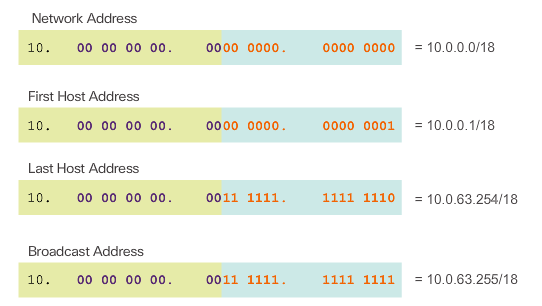 Network Address
10. 00 00 00 00. 0000 0000. 0000 0000 = 10.0.0.0/18
First Host Address
10. 00 00 00 00. 0000 0000. 0000 0001 = 10.0.0.1/18
Last Host Address
10. 00 00 00 00. 0011 1111. 1111 1110 = 10.0.63.254/18
Broadcast Address
10. 00 00 00 00. 0011 1111. 1111 1111 = 10.0.63.255/18